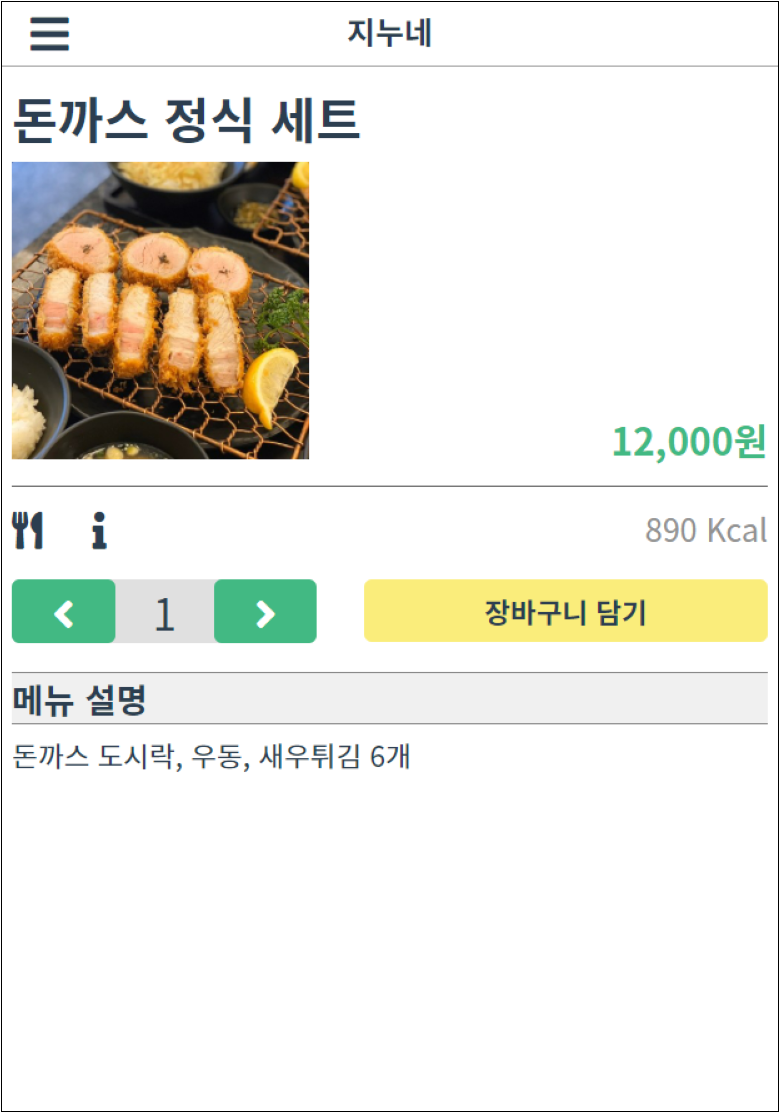 지누네
돈까스 정식 세트
12,000원
890 Kcal
1
장바구니 담기
메뉴 설명
돈까스 도시락, 우동, 새우튀김 6개